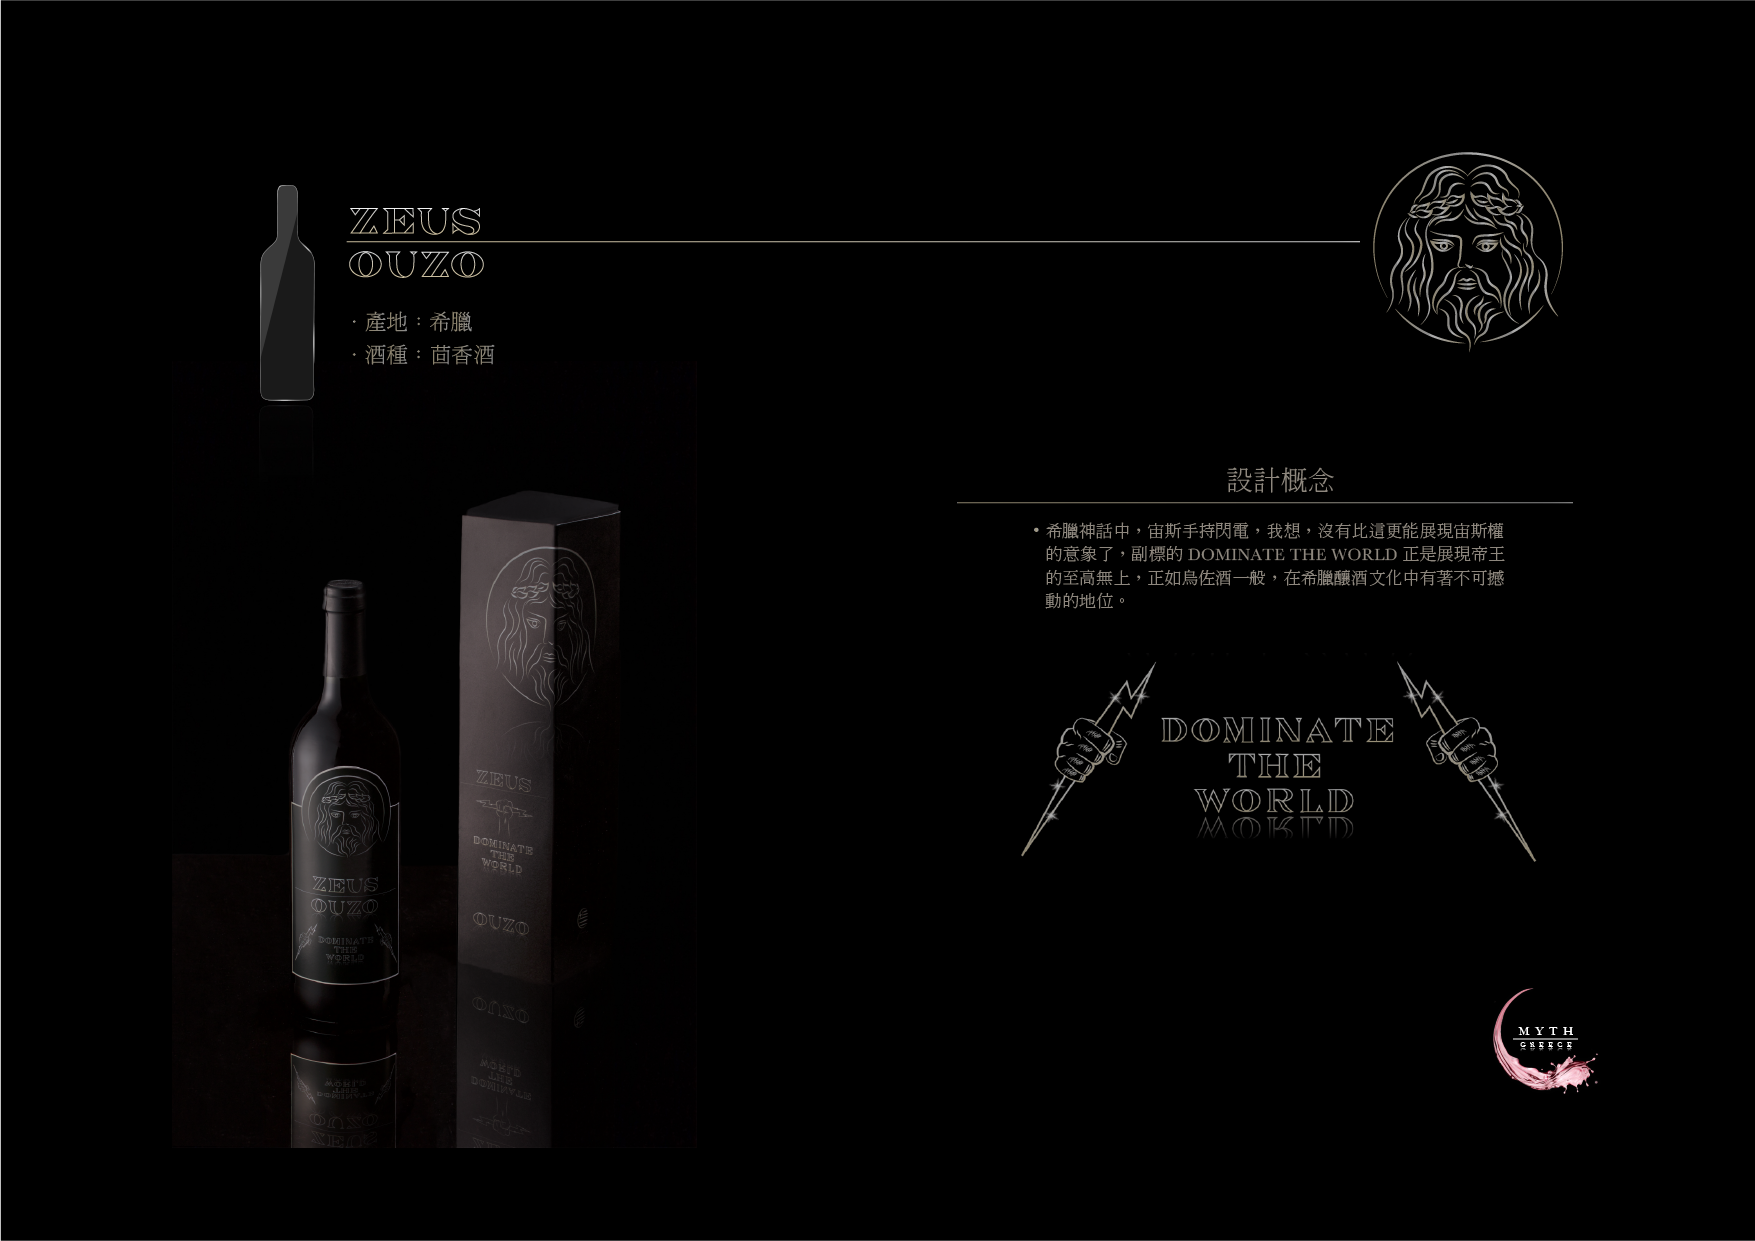 ZEUS
OUZO
·產地：希臘
·酒種：茴香酒
設計概念
•希臘神話中，宙斯手持閃電，我想，沒有比這更能展現宙斯權
的意象了，副標的 DOMINATE THE WORLD 正是展現帝王
的至高無上，正如烏佐酒一般，在希臘釀酒文化中有著不可撼
動的地位。
DOMINATE
THE
WORLD
ZEUS
OUZO
DOMINATE
THE
WORLD
ZEUS
DOMINATE
THE
WORLD
OUZO
MYTH
GREECE